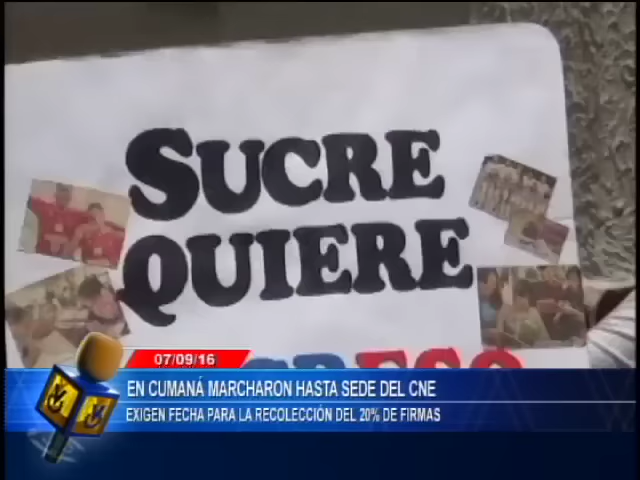 SUCRE
QUIERE
07/09/16
EN CUMANÁ MARCHARON HASTA SEDE DEL CNE
EXIGEN FECHA PARA LA RECOLECCIÓN DEL 20% DE FIRMAS